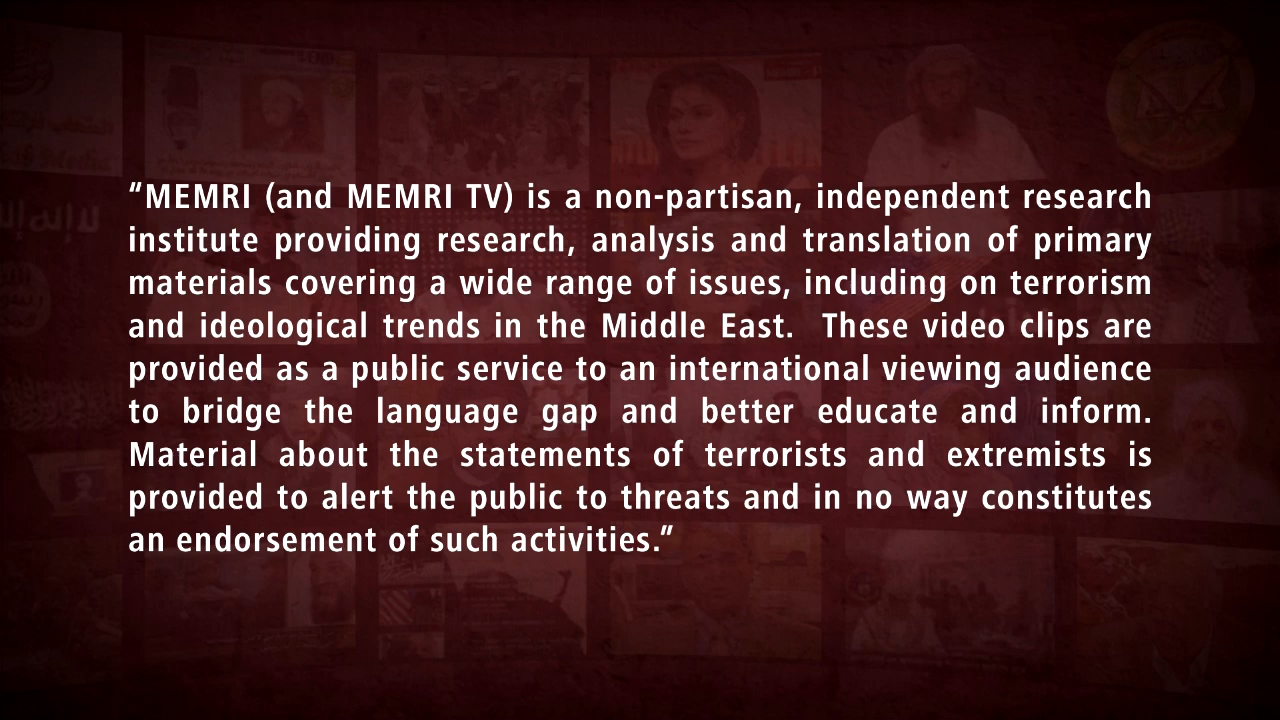 “MEMRI (and MEMRI TV) is a non-partisan, independent research
institute providing research, analysis and translation of primary
materials covering a wide range of issues, including on terrorism
and ideological trends in the Middle East.  These video clips are
provided as a public service to an international viewing audience
to bridge the language gap and better educate and inform.
Material about the statements of terrorists and extremists is
provided to alert the public to threats and in no way constitutes
an endorsement of such activities.”